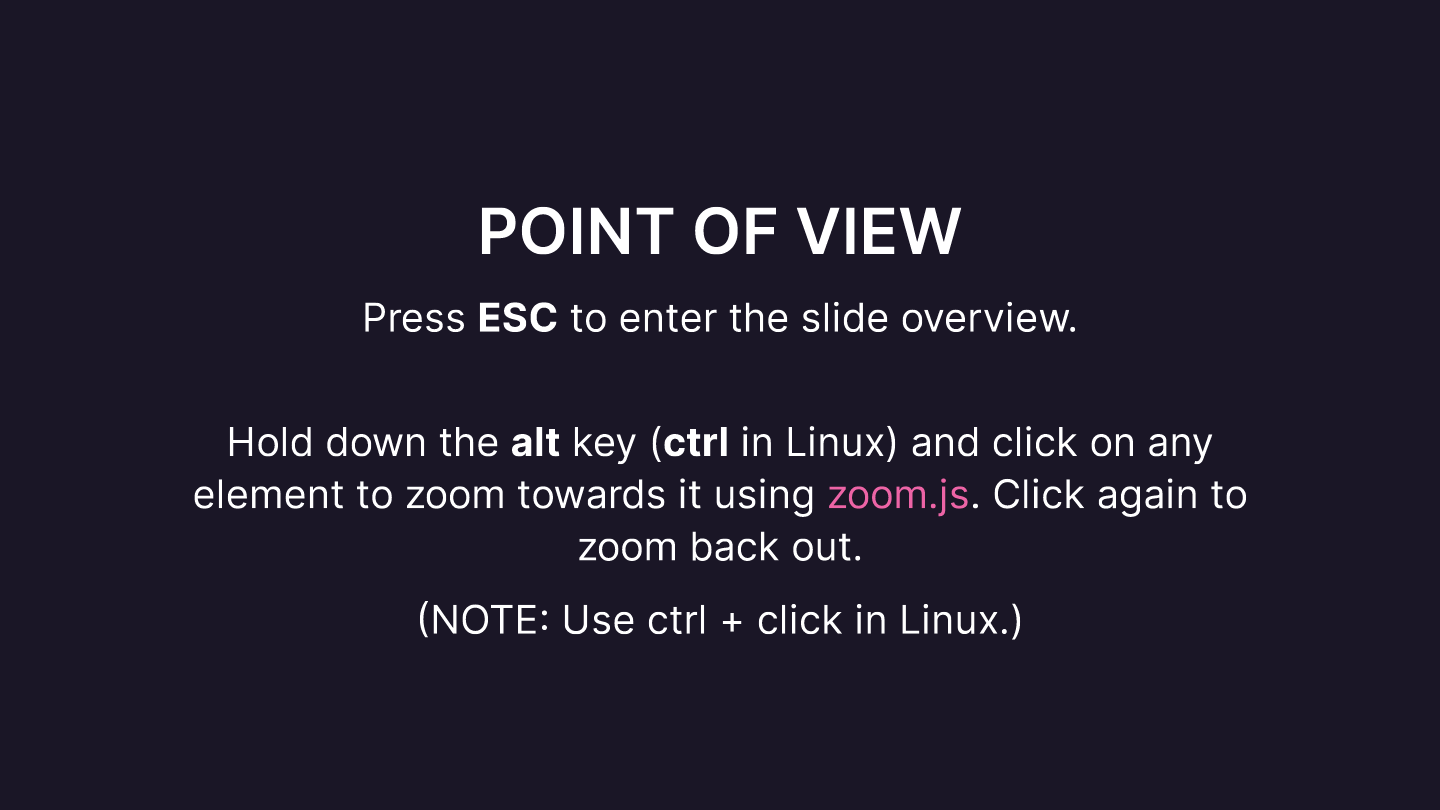 POINT OF VIEW
Press ESC to enter the slide overview.
Hold down the alt key (ctrl in Linux) and click on any
element to zoom towards it using zoom.js. Click again to
zoom back out.
(NOTE: Use ctrl + click in Linux.)